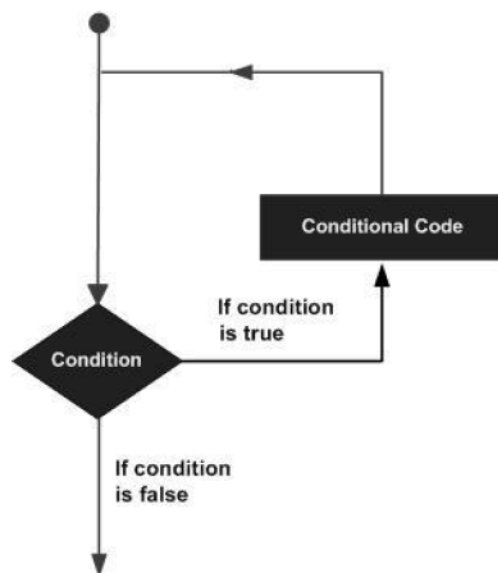 Conditional Code
If condition
is true
Condition
If condition
is false